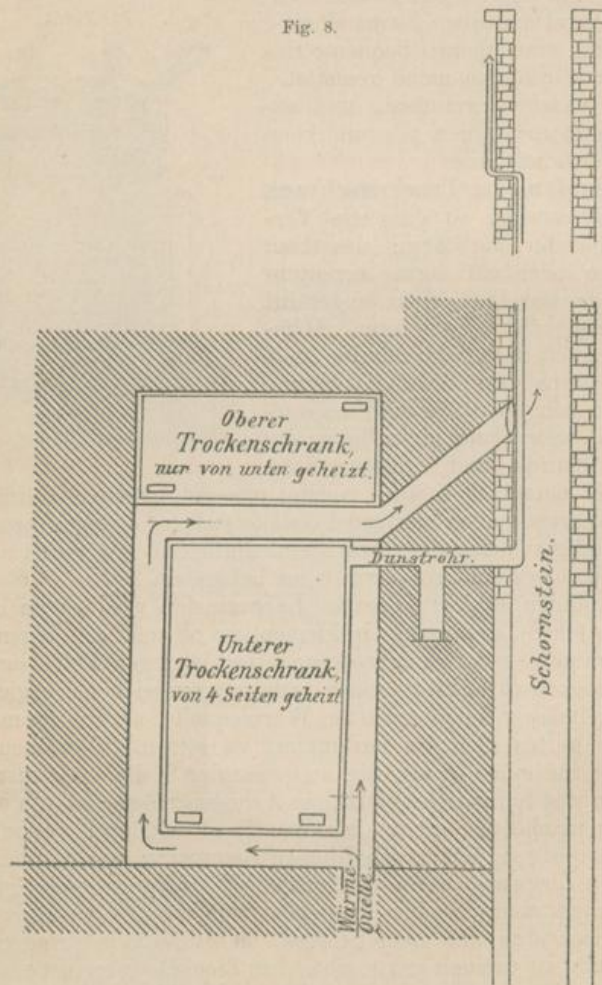 Fig. 8.
Oberer
Trockenschrank,
nur von unten geheizt.
Dunstrohr.
Unterer
Trockenschrank,
von 4 Seiten geheizt
Schornstein.
Wärme-
Quelle